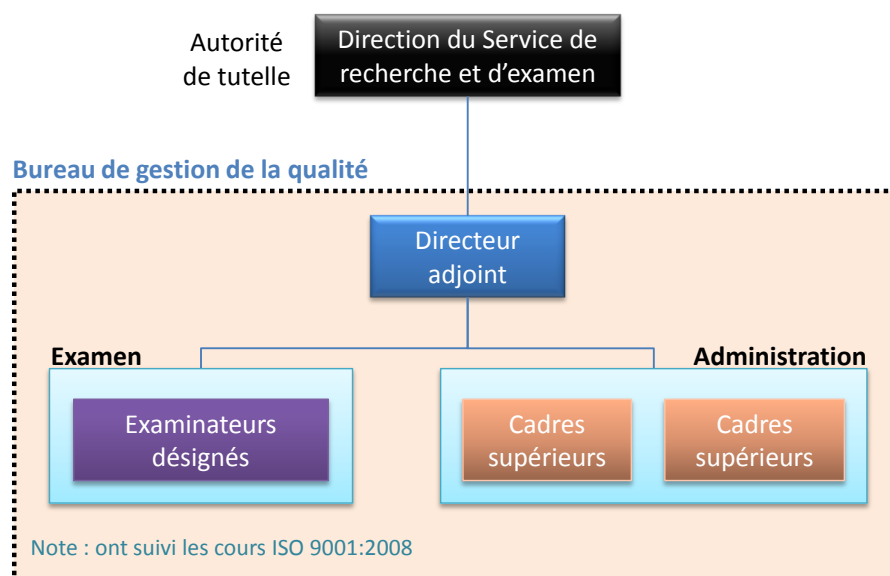 Autorité
de tutelle
Direction du Service de
recherche et d'examen
Bureau de gestion de la qualité
Directeur
adjoint
Examen
Administration
Examinateurs
désignés
Cadres
supérieurs
Cadres
supérieurs
Note : ont suivi les cours ISO 9001:2008